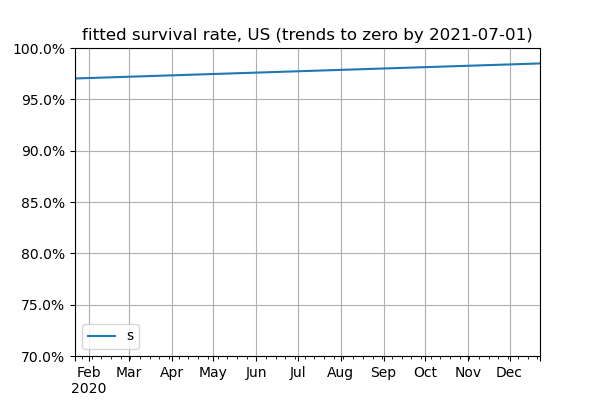 fitted survival rate, US (trends to zero by 2021-07-01)
100.0%
95.0%
90.0%
85.0%
80.0%
75.0%
70.0%
s
Feb Mar Apr May Jun Jul Aug Sep Oct Nov Dec
2020